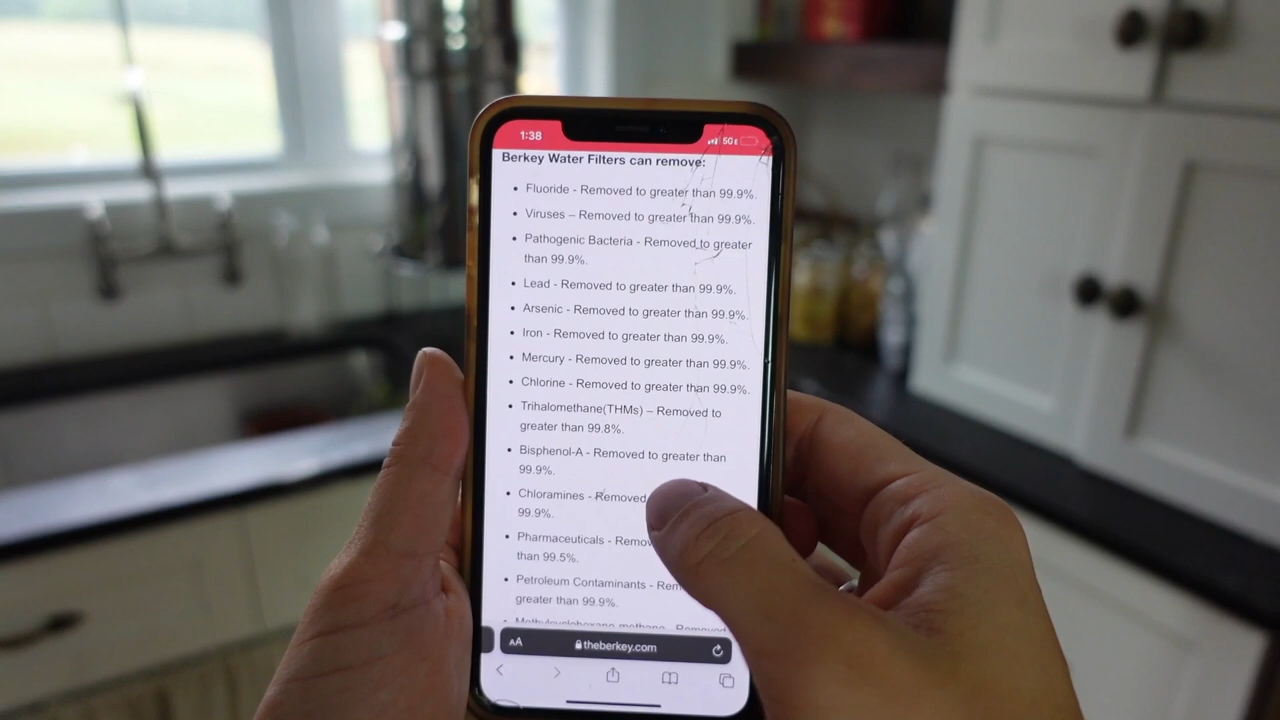 1:38
5G
Berkey Water Filters can remove:
• Fluoride - Removed to greater than 99.9%.
• Viruses – Removed to greater than 99.9%.
• Pathogenic Bacteria - Removed to greater
than 99.9%.
• Lead - Removed to greater than 99.9%.
• Arsenic - Removed to greater than 99.9%.
• Iron - Removed to greater than 99.9%.
• Mercury - Removed to greater than 99.9%.
• Chlorine - Removed to greater than 99.9%.
• Trihalomethane(THMs) – Removed to
greater than 99.8%.
• Bisphenol-A - Removed to greater than
99.9%.
• Chloramines - Removed
99.9%.
• Pharmaceuticals - Remov
than 99.5%.
• Petroleum Contaminants - Rem
greater than 99.9%.
AA theberkey.com